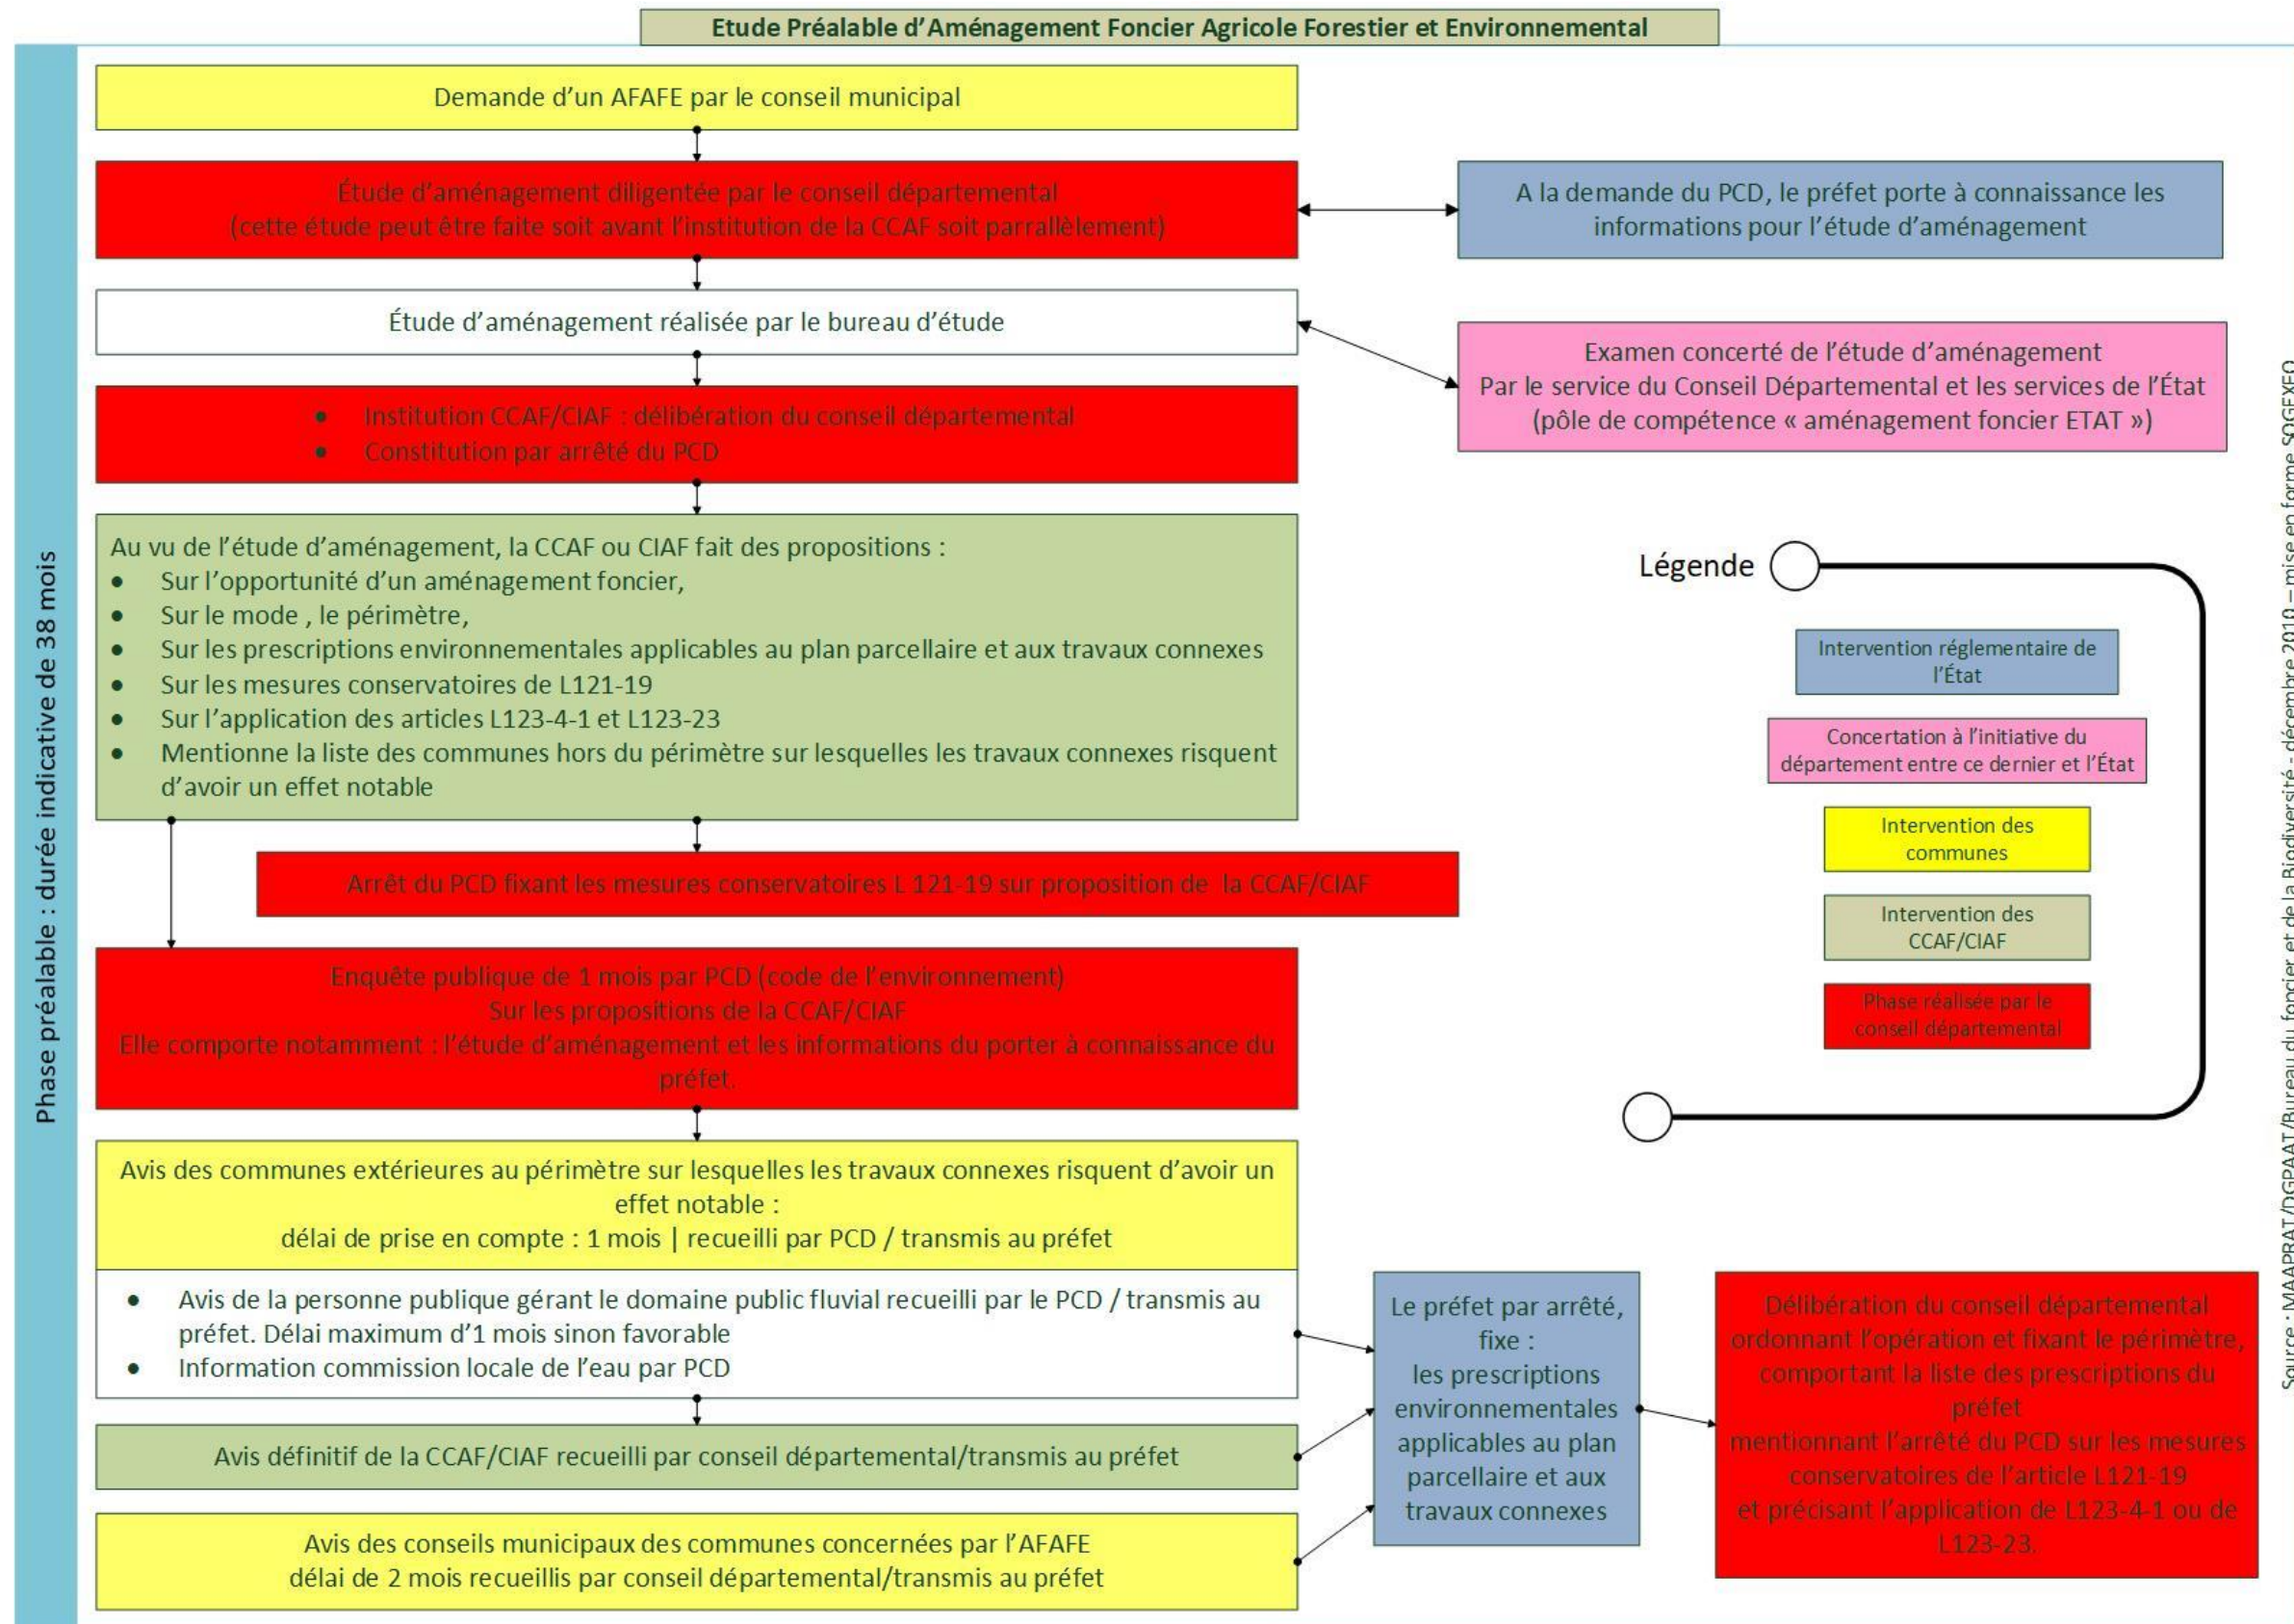 Etude Préalable d'Aménagement Foncier Agricole Forestier et Environnemental
Phase préalable : durée indicative de 38 mois
Demande d'un AFAFE par le conseil municipal
Étude d'aménagement diligentée par le conseil départemental
(cette étude peut être faite soit avant l'institution de la CCAF soit parrallèlement)
A la demande du PCD, le préfet porte à connaissance les
informations pour l'étude d'aménagement
Étude d'aménagement réalisée par le bureau d'étude
Examen concerté de l'étude d'aménagement
Par le service du Conseil Départemental et les services de l'État
(pôle de compétence « aménagement foncier ETAT »)
• Institution CCAF/CIAF : délibération du conseil départemental
• Constitution par arrêté du PCD
Au vu de l'étude d'aménagement, la CCAF ou CIAF fait des propositions :
• Sur l'opportunité d'un aménagement foncier,
• Sur le mode , le périmètre,
• Sur les prescriptions environnementales applicables au plan parcellaire et aux travaux connexes
• Sur les mesures conservatoires de L121-19
• Sur l'application des articles L123-4-1 et L123-23
• Mentionne la liste des communes hors du périmètre sur lesquelles les travaux connexes risquent
d'avoir un effet notable
Légende
Intervention réglementaire de
l'État
Concertation à l'initiative du
département entre ce dernier et l'État
Intervention des
communes
Intervention des
CCAF/CIAF
Phase réalisée par le
conseil départemental
Arrêt du PCD fixant les mesures conservatoires L 121-19 sur proposition de la CCAF/CIAF
Enquête publique de 1 mois par PCD (code de l'environnement)
Sur les propositions de la CCAF/CIAF
Elle comporte notamment : l'étude d'aménagement et les informations du porter à connaissance du
préfet.
Avis des communes extérieures au périmètre sur lesquelles les travaux connexes risquent d'avoir un
effet notable :
délai de prise en compte : 1 mois | recueilli par PCD / transmis au préfet
• Avis de la personne publique gérant le domaine public fluvial recueilli par le PCD / transmis au
préfet. Délai maximum d'1 mois sinon favorable
• Information commission locale de l'eau par PCD
Avis définitif de la CCAF/CIAF recueilli par conseil départemental/transmis au préfet
Avis des conseils municipaux des communes concernées par l'AFAFE
délai de 2 mois recueillis par conseil départemental/transmis au préfet
Le préfet par arrêté,
fixe :
les prescriptions
environnementales
applicables au plan
parcellaire et aux
travaux connexes
Délibération du conseil départemental
ordonnant l'opération et fixant le périmètre,
comportant la liste des prescriptions du
préfet
mentionnant l'arrêté du PCD sur les mesures
conservatoires de l'article L121-19
et précisant l'application de L123-4-1 ou de
L123-23.
Source : MAAPRAT/DGPAAT/Bureau du foncier et de la Biodiversité - décembre 2010 – mise en forme SOGEXFO